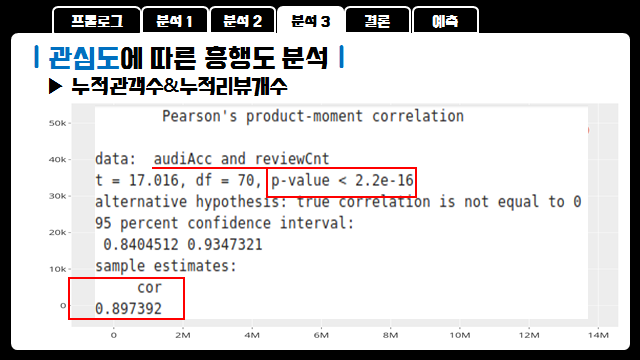 프롤로그 분석 1 분석 2 분석 3 결론 예측
| 관심도에 따른 흥행도 분석 |
▶ 누적관객수&누적리뷰개수
Pearson's product-moment correlation
50k
data: audiAcc and reviewCnt
40k
t = 17.016, df = 70, p-value < 2.2e-16
alternative hypothesis: true correlation is not equal to 0
30k
95 percent confidence interval:
0.8404512 0.9347321
20k
sample estimates:
10k
cor
0.897392
0
0 2M 4M 6M 8M 10M 12M 14M